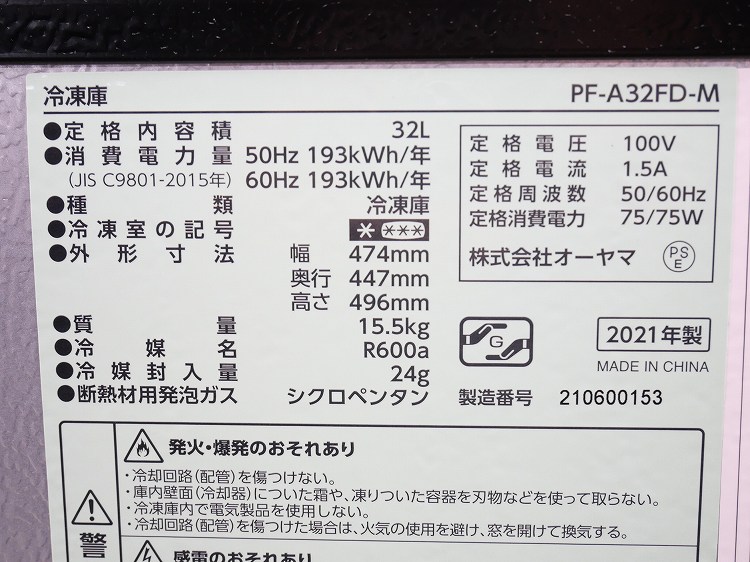 冷凍庫
PF-A32FD-M
●定格内容積 32L
●消費電力量 50Hz 193kWh/年
(JIS C9801-2015年) 60Hz 193kWh/年
●種類 冷凍庫
●冷凍室の記号 * ***
●外形寸法 幅 474mm
奥行 447mm
高さ 496mm
●質量 15.5kg
●冷媒名 R600a
●冷媒封入量 24g
●断熱材用発泡ガス シクロペンタン
定格電圧 100V
定格電流 1.5A
定格周波数 50/60Hz
定格消費電力 75/75W
株式会社オーヤマ PSE
G
2021年製
MADE IN CHINA
製造番号 210600153
警
発火・爆発のおそれあり
・冷却回路(配管)を傷つけない。
・庫内壁面(冷却器)についた霜や、凍りついた容器を刃物などを使って取らない。
・冷凍庫内で電気製品を使用しない。
・冷却回路(配管)を傷つけた場合は、火気の使用を避け、窓を開けて換気する。
感電のおそれあり